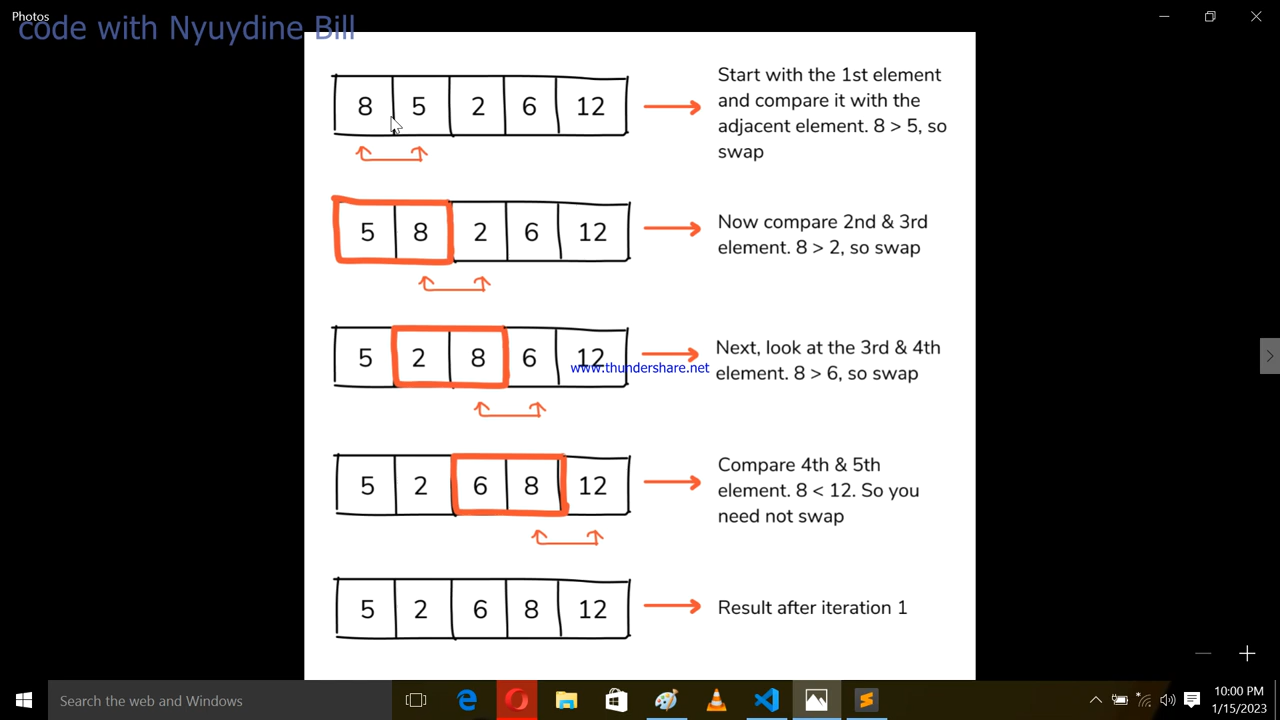 Photos
code with Nyuydine Bill
8 5 2 6 12
Start with the 1st element
and compare it with the
adjacent element. 8 > 5, so
swap
5 8 2 6 12
Now compare 2nd & 3rd
element. 8 > 2, so swap
5 2 8 6 12
www.thundershare.net
Next, look at the 3rd & 4th
element. 8 > 6, so swap
5 2 6 8 12
Compare 4th & 5th
element. 8 < 12. So you
need not swap
5 2 6 8 12
Result after iteration 1
Search the web and Windows
10:00 PM
1/15/2023